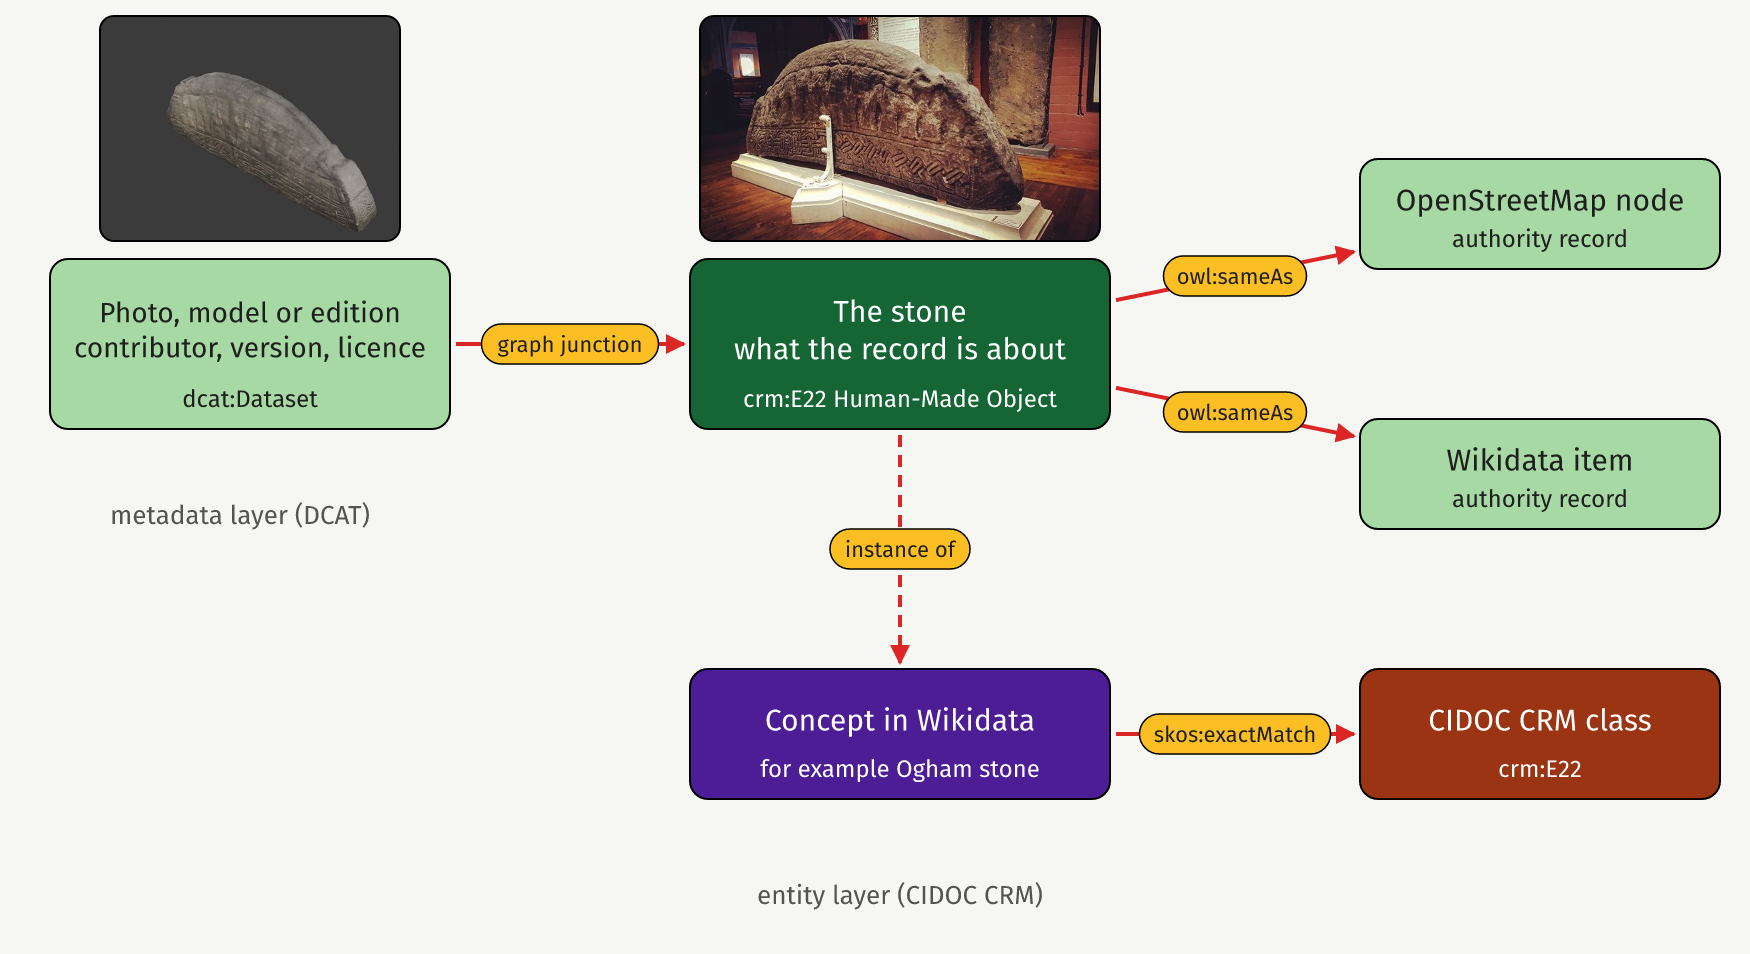 Photo, model or edition
contributor, version, licence
dcat:Dataset
graph junction
The stone
what the record is about
crm:E22 Human-Made Object
owl:sameAs
OpenStreetMap node
authority record
owl:sameAs
Wikidata item
authority record
metadata layer (DCAT)
instance of
Concept in Wikidata
for example Ogham stone
skos:exactMatch
CIDOC CRM class
crm:E22
entity layer (CIDOC CRM)